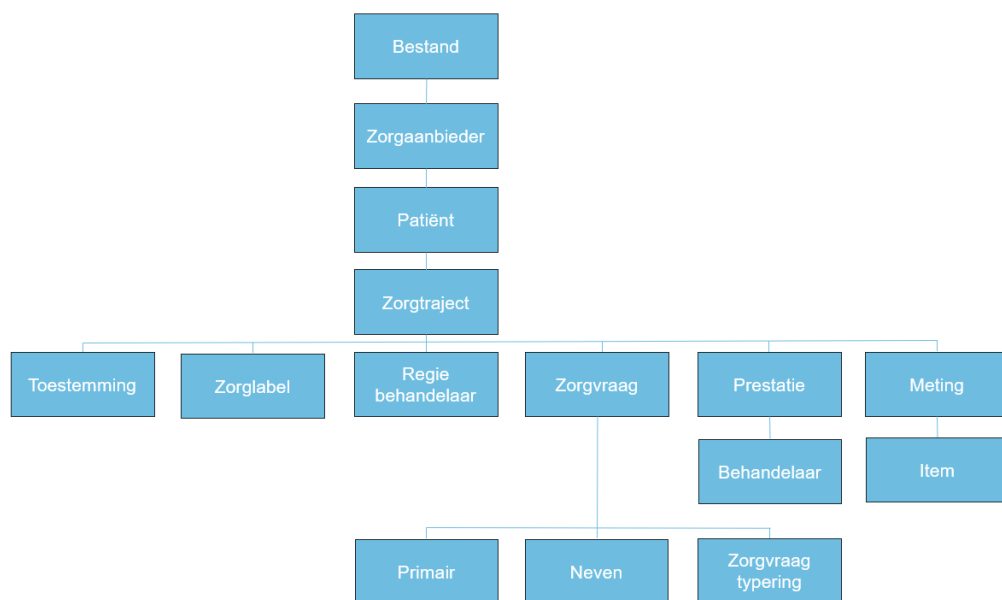 Bestand
Zorgaanbieder
Patiënt
Zorgtraject
Toestemming
Zorglabel
Regie
behandelaar
Zorgvraag
Prestatie
Meting
Behandelaar
Item
Primair
Neven
Zorgvraag
typering